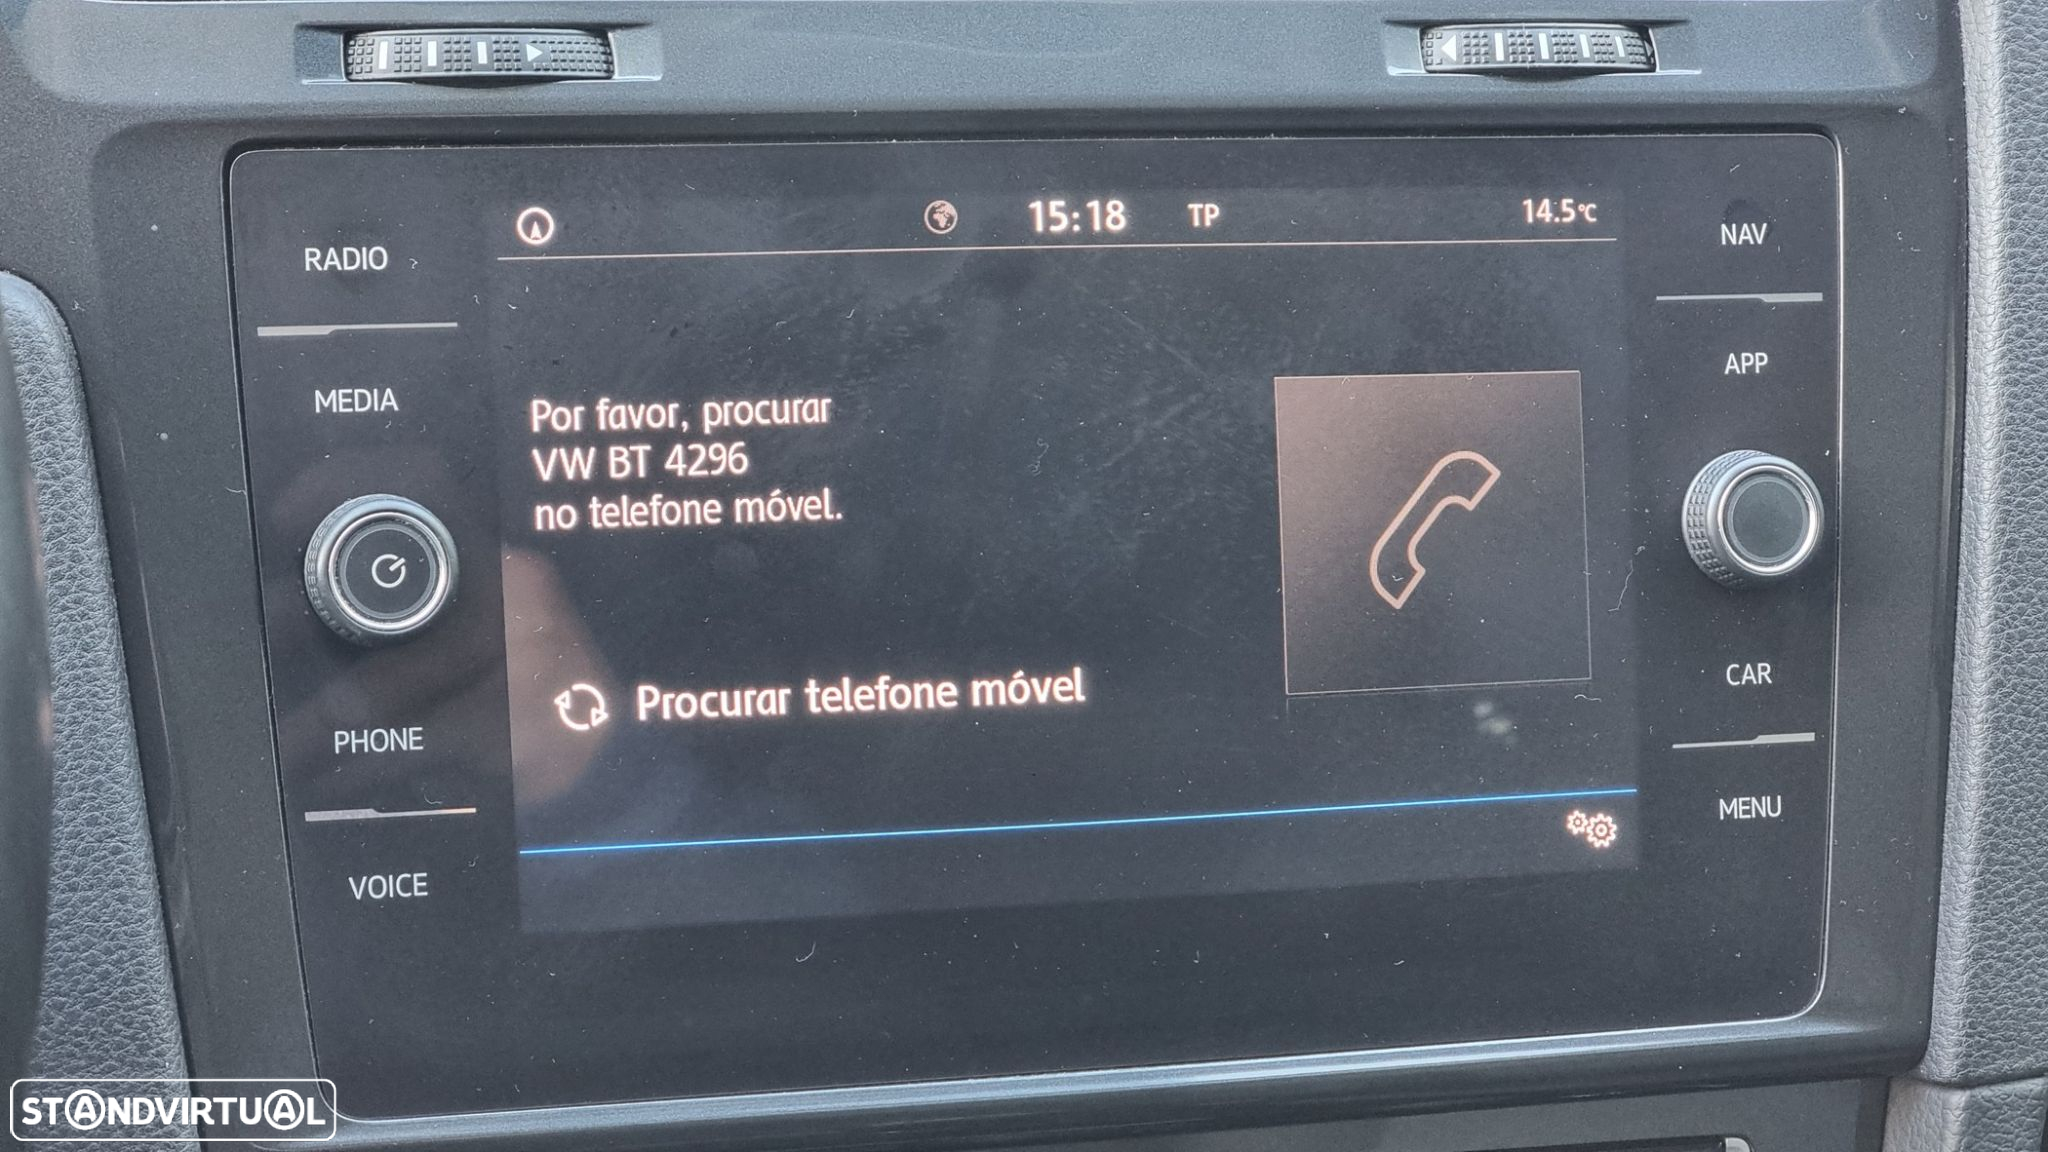 15:18 TP 14.5°C
RADIO
MEDIA
PHONE
VOICE
Por favor, procurar
VW BT 4296
no telefone móvel.
Procurar telefone móvel
NAV
APP
CAR
MENU
STANDVIRTUAL